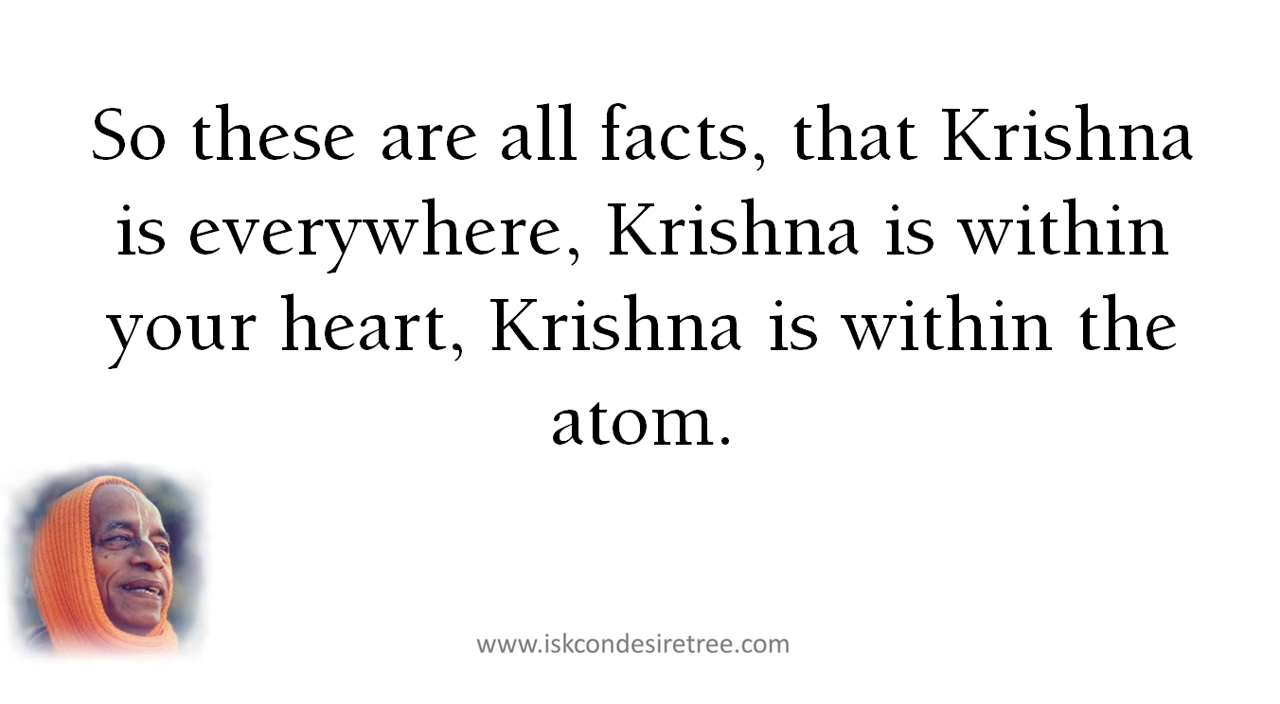 So these are all facts, that Krishna
is everywhere, Krishna is within
your heart, Krishna is within the
atom.
www.iskcondesiretree.com